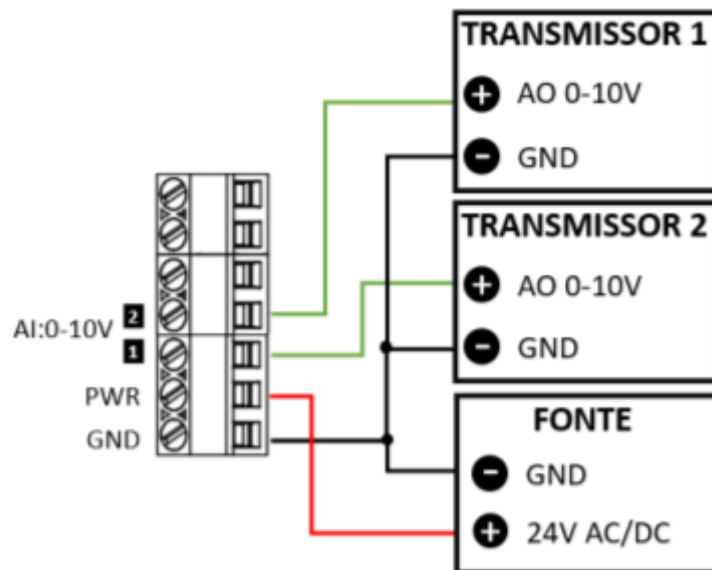 TRANSMISSOR 1
+ AO 0-10V
- GND
TRANSMISSOR 2
+ AO 0-10V
- GND
AI:0-10V
2
1
PWR
GND
FONTE
- GND
+ 24V AC/DC